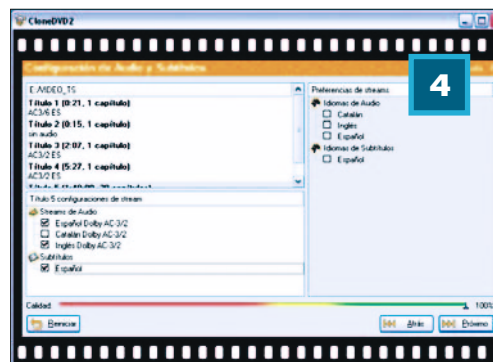 CloneDVD2
Configuración de Audio y Subtítulos
4
E:/VIDEO_TS
Título 1 (0:21, 1 capítulo)
AC3/6 ES
Título 2 (0:15, 1 capítulo)
sin audio
Título 3 (2:07, 1 capítulo)
AC3/2 ES
Título 4 (5:27, 1 capítulo)
AC3/2 ES
Título 5 configuraciones de stream
Streams de Audio
Español Dolby AC-3/2
Catalán Dolby AC-3/2
Inglés Dolby AC-3/2
Subtítulos
Español
Preferencias de streams
Idiomas de Audio
Catalán
Inglés
Español
Idiomas de Subtítulos
Español
Calidad:
100%
Reiniciar
Atrás
Próximo